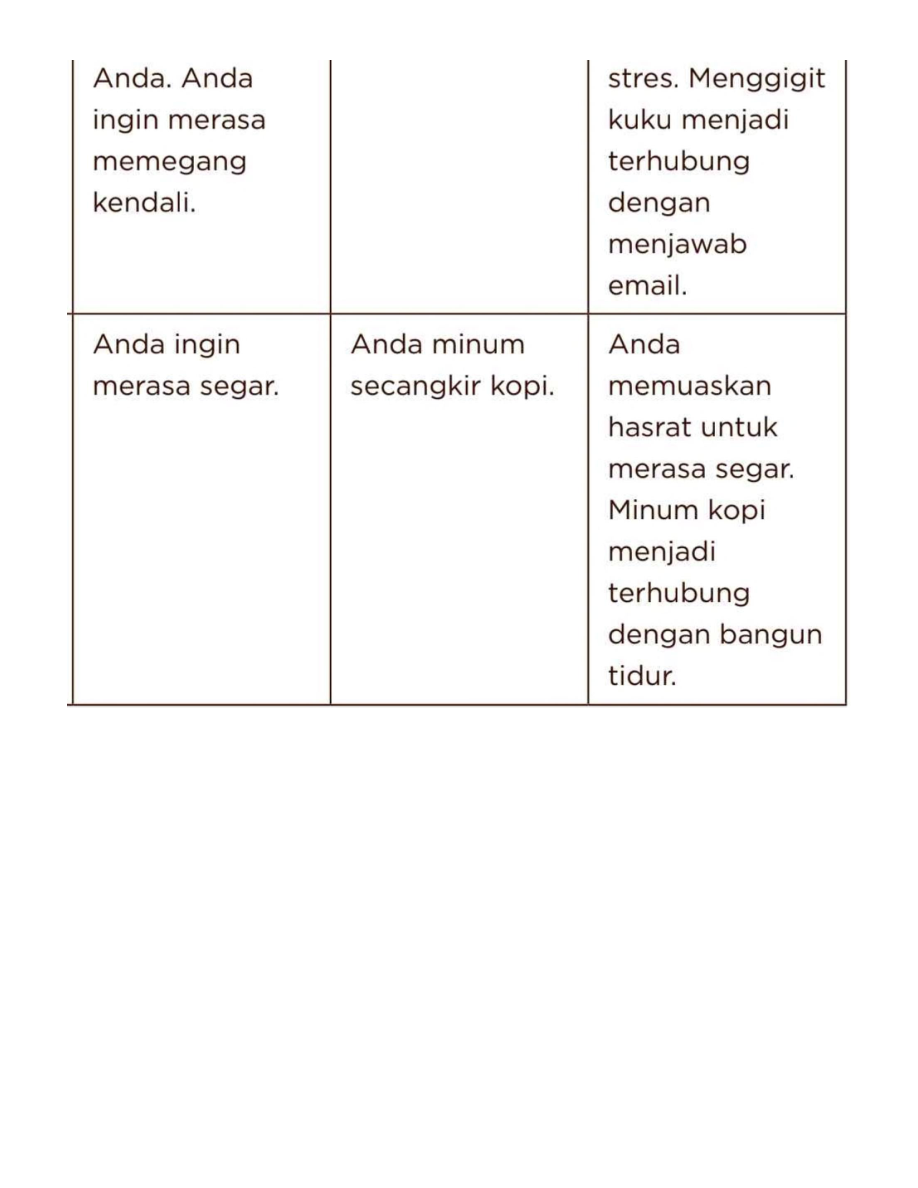 Anda. Anda
ingin merasa
memegang
kendali.
stres. Menggigit
kuku menjadi
terhubung
dengan
menjawab
email.
Anda ingin
merasa segar.
Anda minum
secangkir kopi.
Anda
memuaskan
hasrat untuk
merasa segar.
Minum kopi
menjadi
terhubung
dengan bangun
tidur.